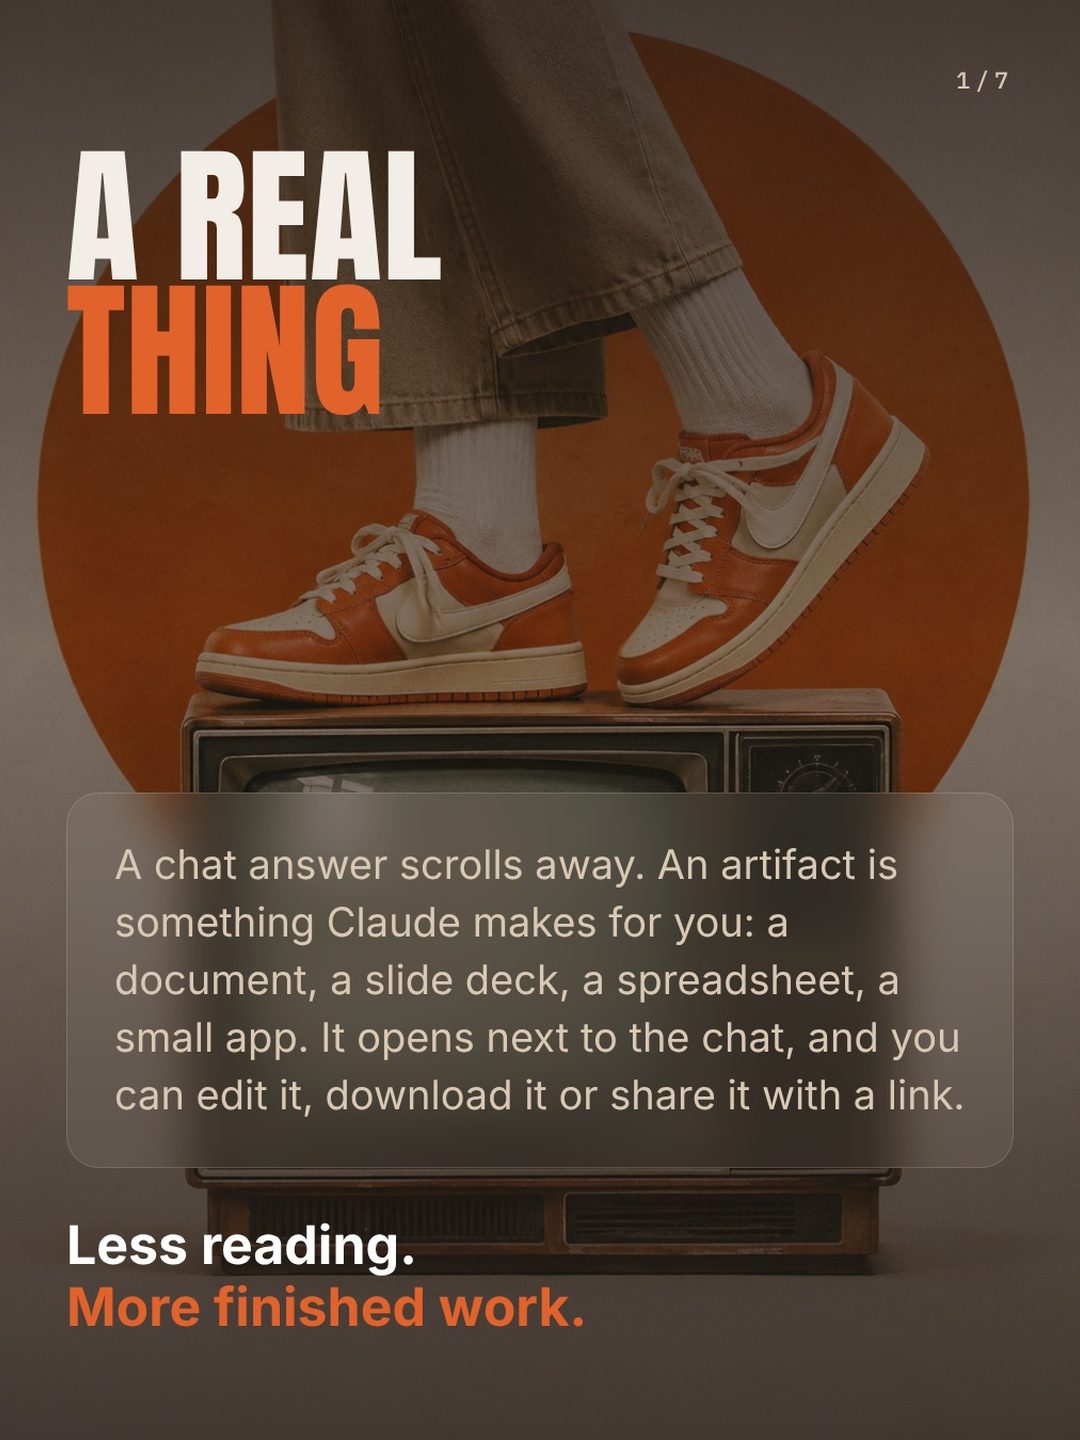 1 / 7
A REAL
THING
A chat answer scrolls away. An artifact is
something Claude makes for you: a
document, a slide deck, a spreadsheet, a
small app. It opens next to the chat, and you
can edit it, download it or share it with a link.
Less reading.
More finished work.